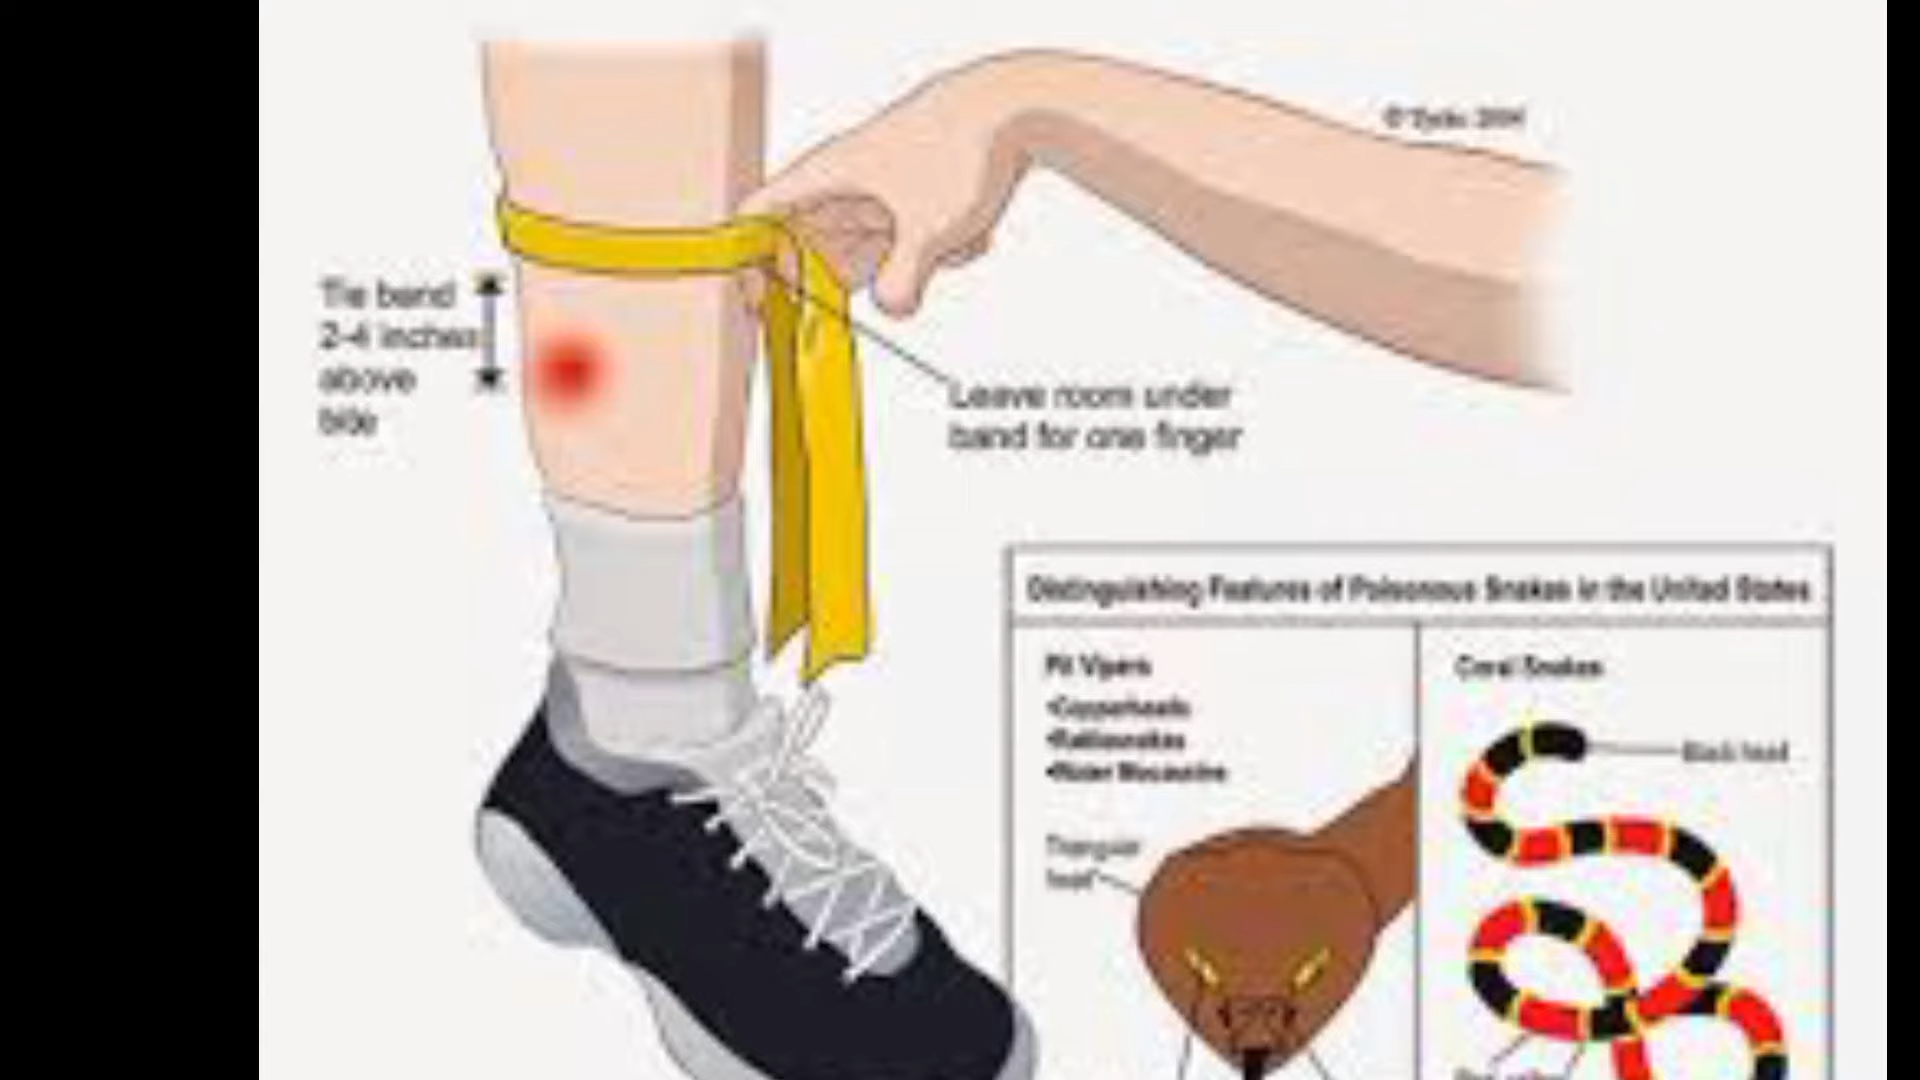 Tie band
2-4 inches
above
bite
Leave room under
band for one finger
Distinguishing Features of Poisonous Snakes in the United States
Pit Vipers
•Copperheads
•Rattlesnakes
•Water Moccasins
Triangular
head
Coral Snakes
Black head